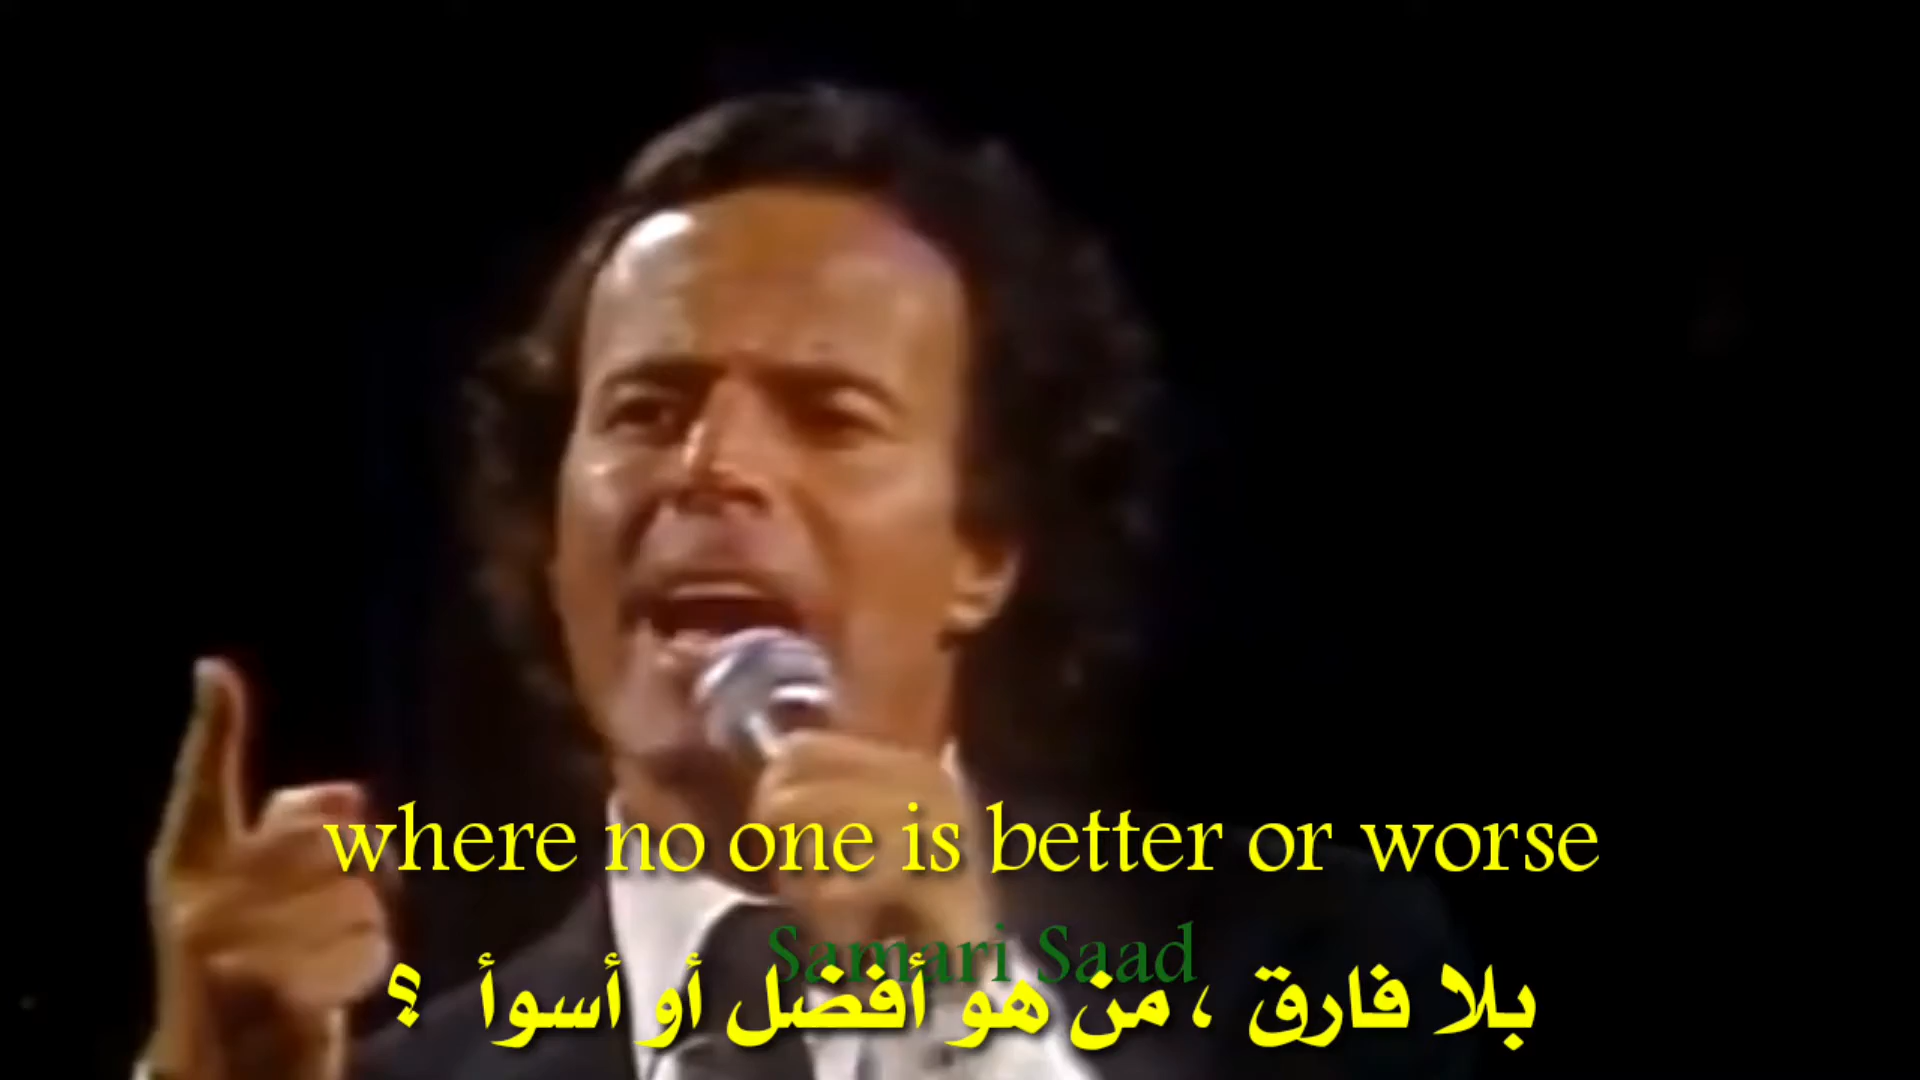 where no one is better or worse
Samari Saad
بلا فارق ، من هو أفضل أو أسوأ ؟